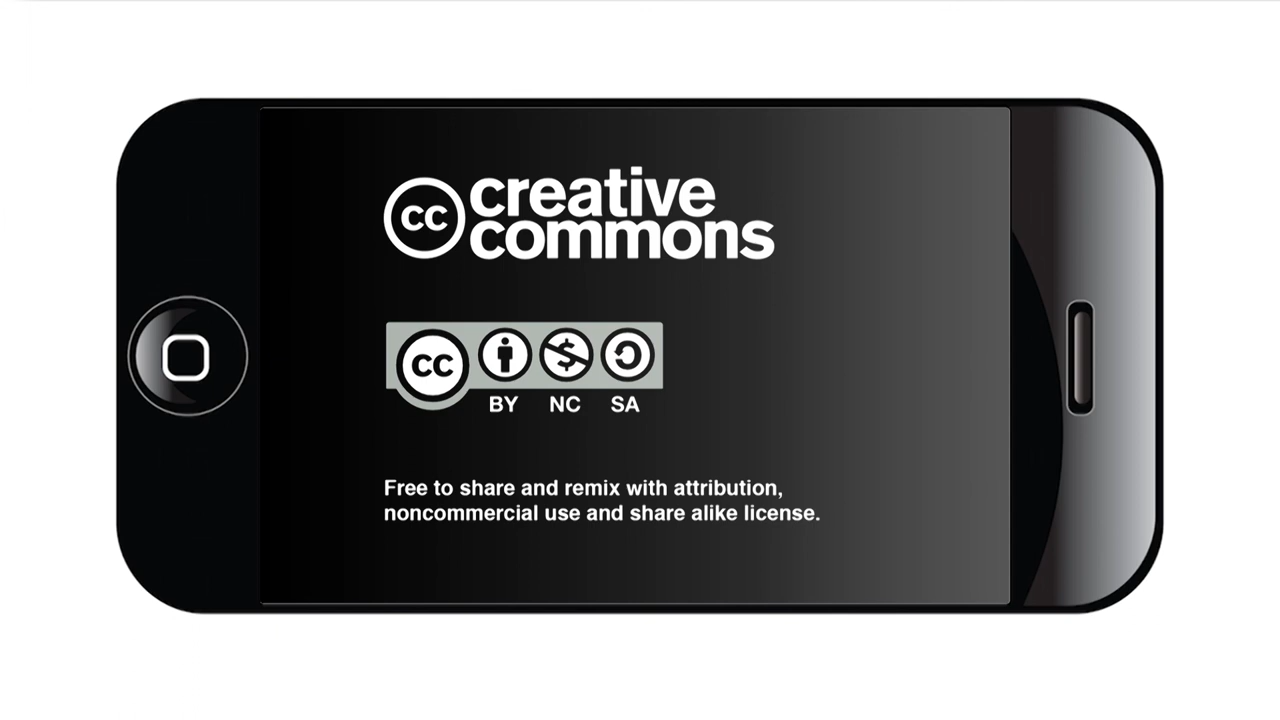 cc creative
commons
cc
BY NC SA
Free to share and remix with attribution,
noncommercial use and share alike license.